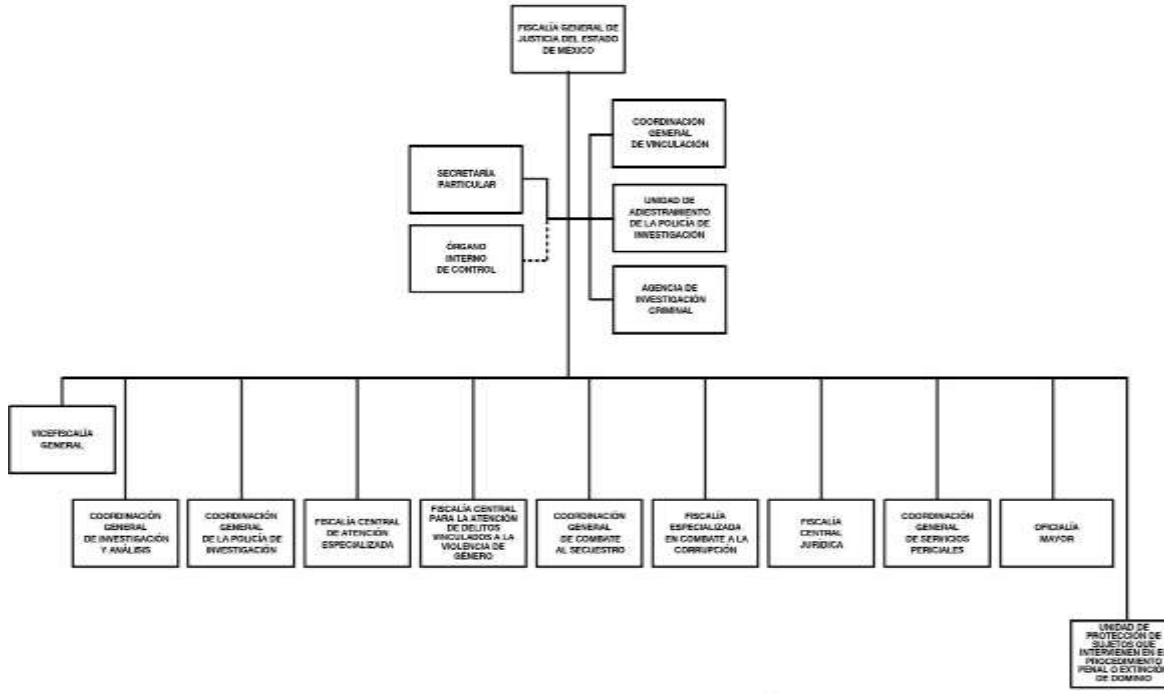 FISCALÍA GENERAL DE
JUSTICIA DEL ESTADO
DE MÉXICO
COORDINACIÓN
GENERAL
DE VINCULACIÓN
SECRETARÍA
PARTICULAR
UNIDAD DE
ADIESTRAMIENTO
DE LA POLICÍA DE
INVESTIGACIÓN
ÓRGANO
INTERNO
DE CONTROL
AGENCIA DE
INVESTIGACIÓN
CRIMINAL
VICEFISCALÍA
GENERAL
COORDINACIÓN
GENERAL
DE INVESTIGACIÓN
Y ANÁLISIS
COORDINACIÓN
GENERAL
DE LA POLICÍA DE
INVESTIGACIÓN
FISCALÍA CENTRAL
DE ATENCIÓN
ESPECIALIZADA
FISCALÍA CENTRAL
PARA LA ATENCIÓN
DE DELITOS
VINCULADOS A LA
VIOLENCIA DE
GÉNERO
COORDINACIÓN
GENERAL
DE COMBATE
AL SECUESTRO
FISCALÍA
ESPECIALIZADA
EN COMBATE A LA
CORRUPCIÓN
FISCALÍA
CENTRAL
JURÍDICA
COORDINACIÓN
GENERAL
DE SERVICIOS
PERICIALES
OFICIALÍA
MAYOR
UNIDAD DE
PROTECCIÓN DE
SUJETOS QUE
INTERVIENEN EN E
PROCEDIMIENTO
PENAL O EXTINCIÓN
DE DOMINIO